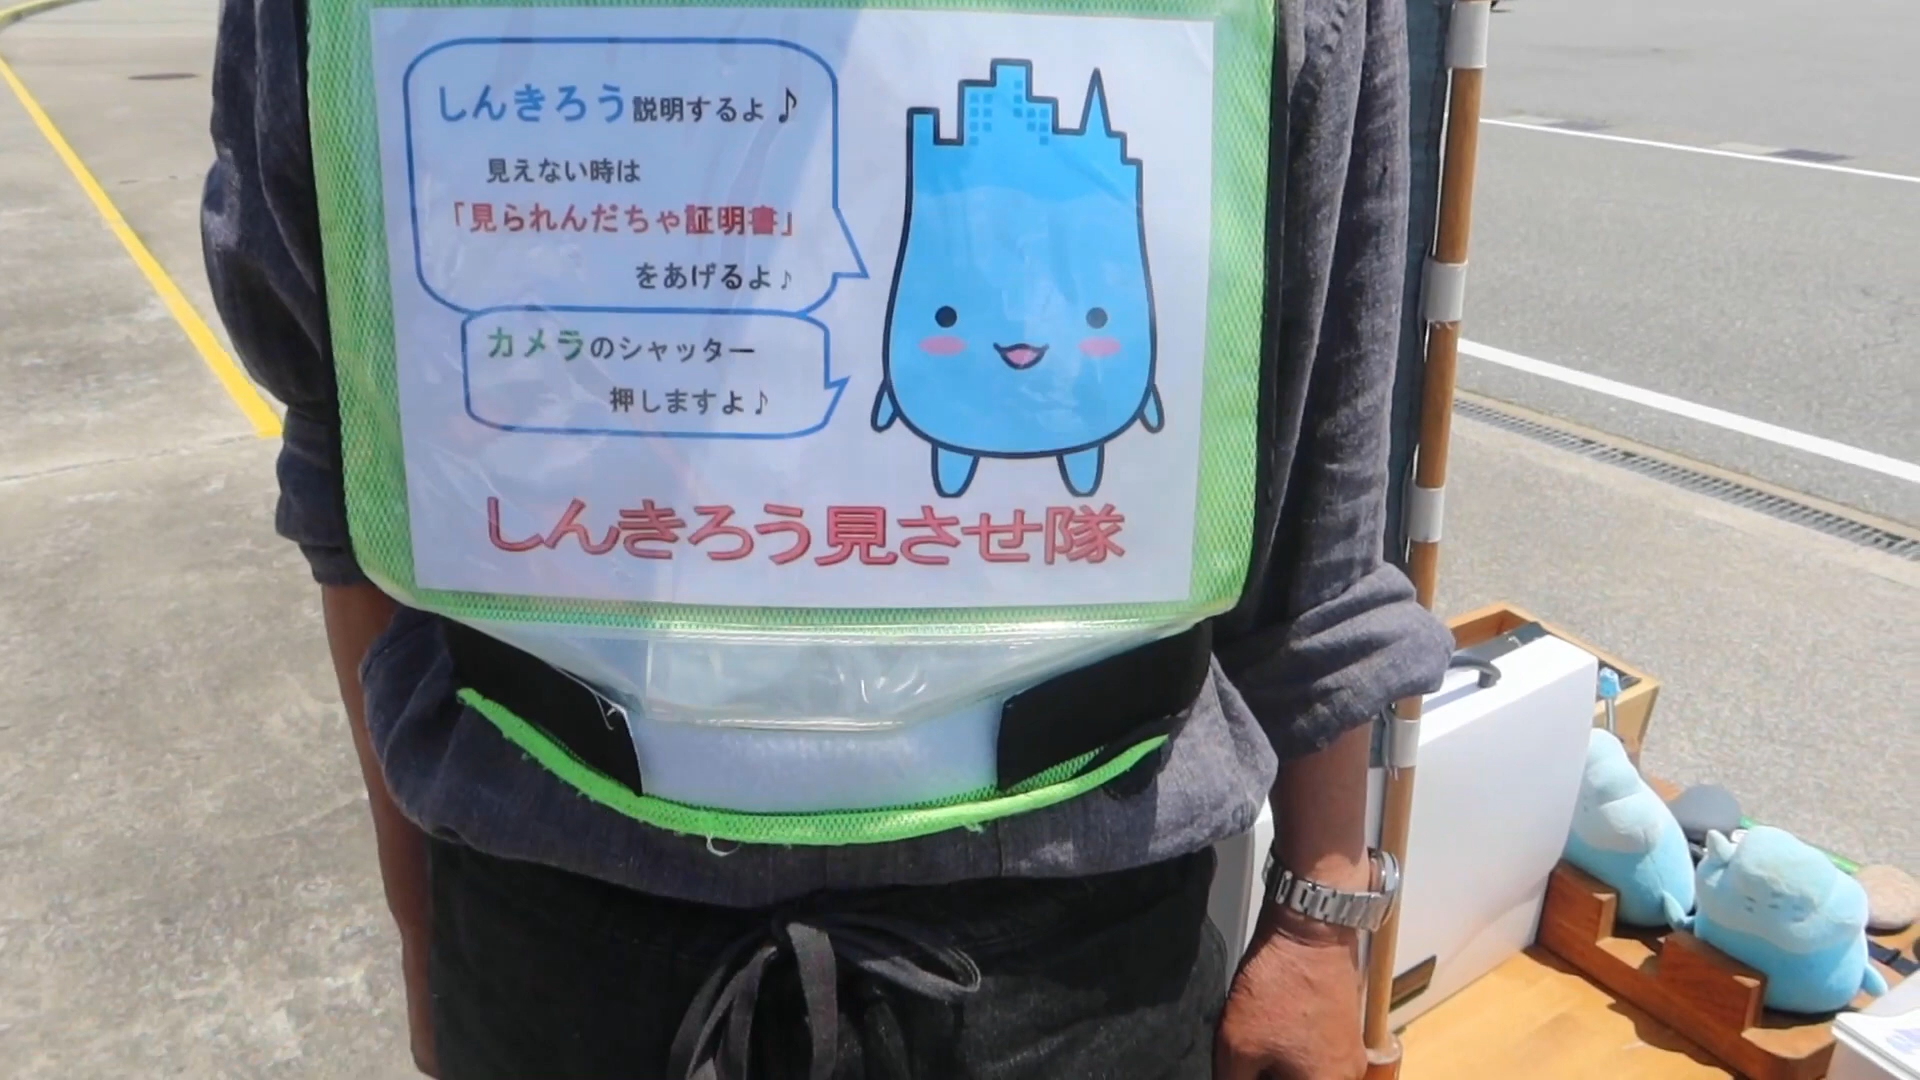 しんきろう説明するよ♪
見えない時は
「見られんだちゃ証明書」
をあげるよ♪
カメラのシャッター
押しますよ♪
しんきろう見させ隊